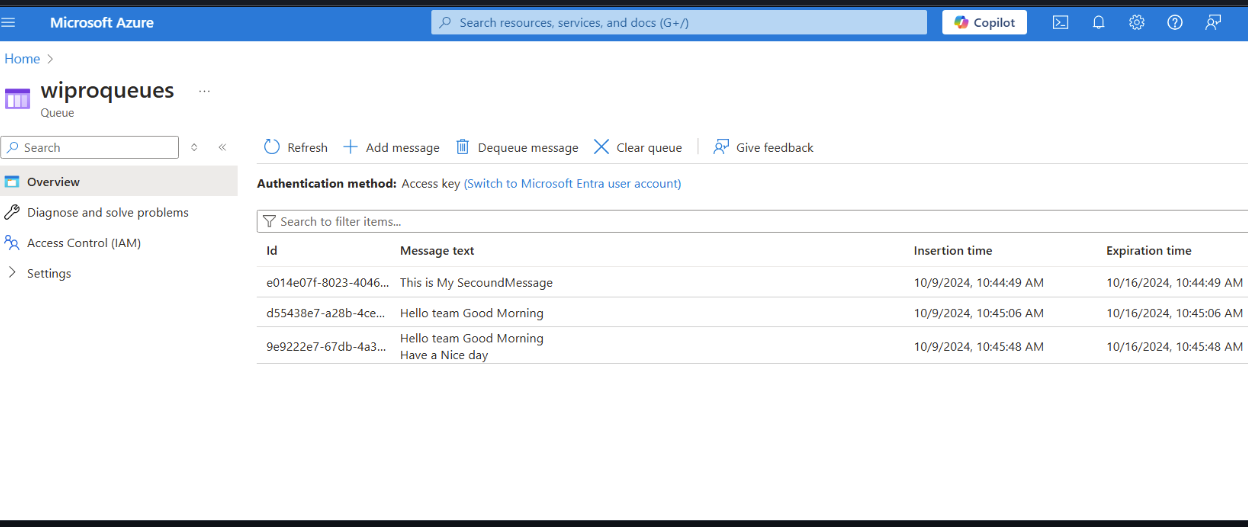 Microsoft Azure
Search resources, services, and docs (G+/)
Copilot
Home
wiproqueues
...
Queue
Search
Refresh
Add message
Dequeue message
Clear queue
Give feedback
Overview
Authentication method: Access key (Switch to Microsoft Entra user account)
Diagnose and solve problems
Access Control (IAM)
Settings
Search to filter items...
Id Message text Insertion time Expiration time
e014e07f-8023-4046... This is My SecoundMessage 10/9/2024, 10:44:49 AM 10/16/2024, 10:44:49 AM
d55438e7-a28b-4ce... Hello team Good Morning 10/9/2024, 10:45:06 AM 10/16/2024, 10:45:06 AM
9e9222e7-67db-4a3... Hello team Good Morning
Have a Nice day
10/9/2024, 10:45:48 AM 10/16/2024, 10:45:48 AM